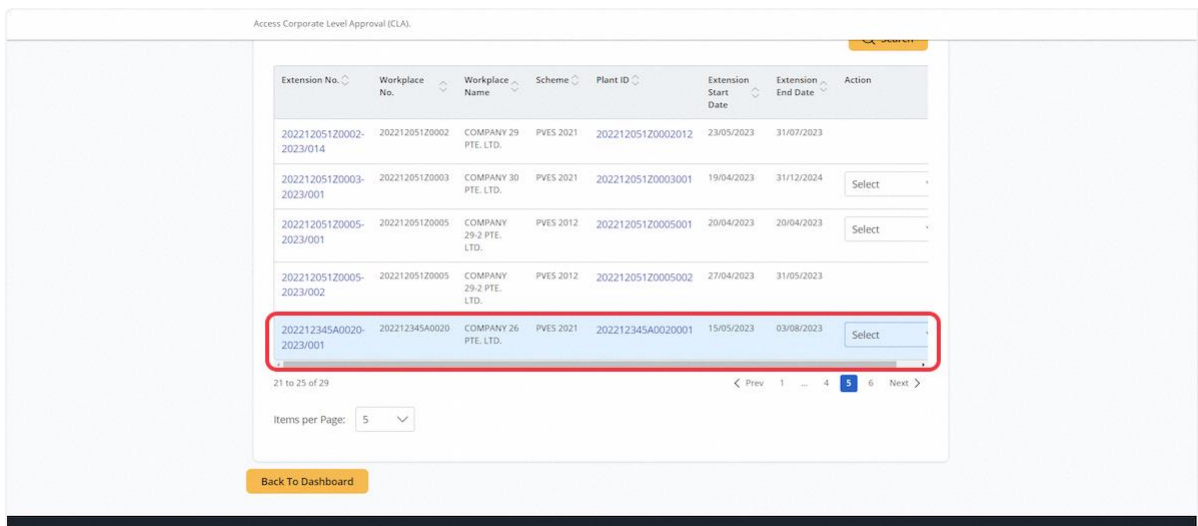 Access Corporate Level Approval (CLA).
Search
Extension No. Workplace No. Workplace Name Scheme Plant ID Extension Start Date Extension End Date Action
202212051Z0002-2023/014 202212051Z0002 COMPANY 29 PTE. LTD. PVES 2021 202212051Z0002012 23/05/2023 31/07/2023
202212051Z0003-2023/001 202212051Z0003 COMPANY 30 PTE. LTD. PVES 2021 202212051Z0003001 19/04/2023 31/12/2024 Select
202212051Z0005-2023/001 202212051Z0005 COMPANY 29-2 PTE. LTD. PVES 2012 202212051Z0005001 20/04/2023 20/04/2023 Select
202212051Z0005-2023/002 202212051Z0005 COMPANY 29-2 PTE. LTD. PVES 2012 202212051Z0005002 27/04/2023 31/05/2023
202212345A0020-2023/001 202212345A0020 COMPANY 26 PTE. LTD. PVES 2021 202212345A0020001 15/05/2023 03/08/2023 Select
21 to 25 of 29 Prev 1 ... 4 5 6 Next
Items per Page: 5
Back To Dashboard